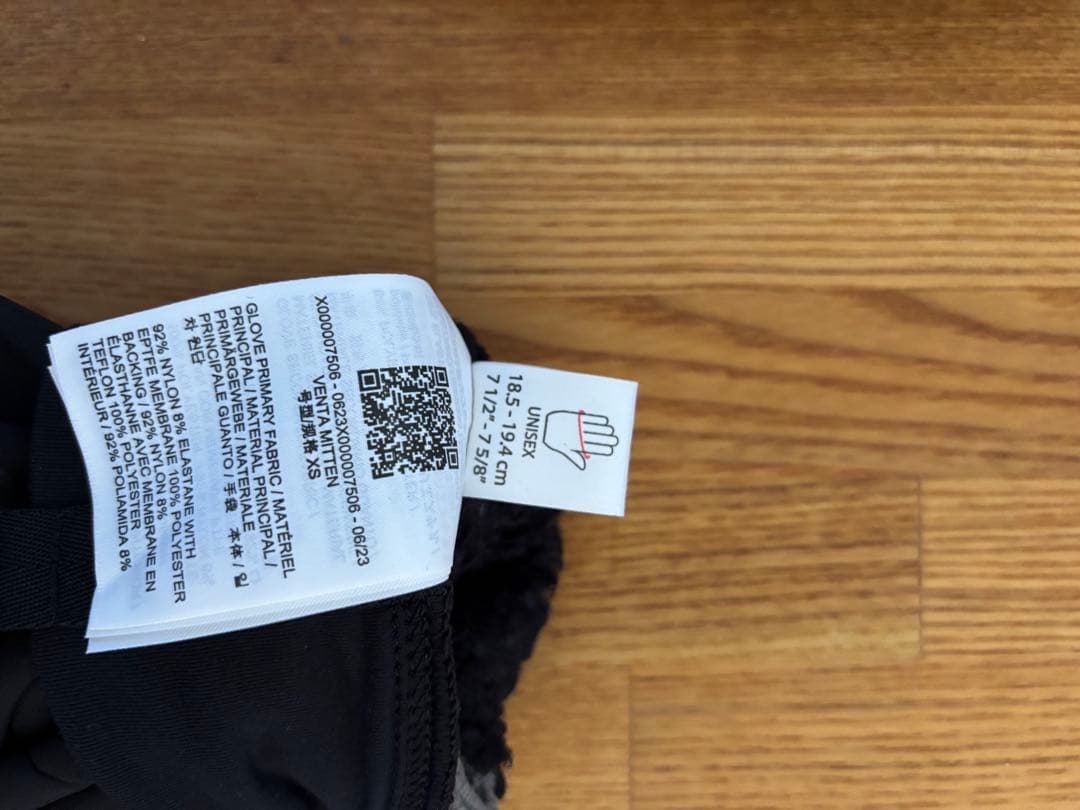 X000007506 - 0623X000007506 - 06/23
VENTA MITTEN
号型/规格 XS
GLOVE PRIMARY FABRIC / MATÉRIEL
PRINCIPAL / MATERIAL PRINCIPAL /
PRIMÄRGEWEBE / MATERIALE
PRINCIPALE GUANTO / 手袋 本体 / 일
차 원단
92% NYLON 8% ELASTANE WITH
EPTFE MEMBRANE 100% POLYESTER
BACKING / 92% NYLON 8%
ÉLASTHANNE AVEC MEMBRANE EN
TEFLON 100% POLYESTER
INTÉRIEUR / 92% POLIAMIDA 8%
UNISEX
18.5 - 19.4 cm
7 1/2" - 7 5/8"